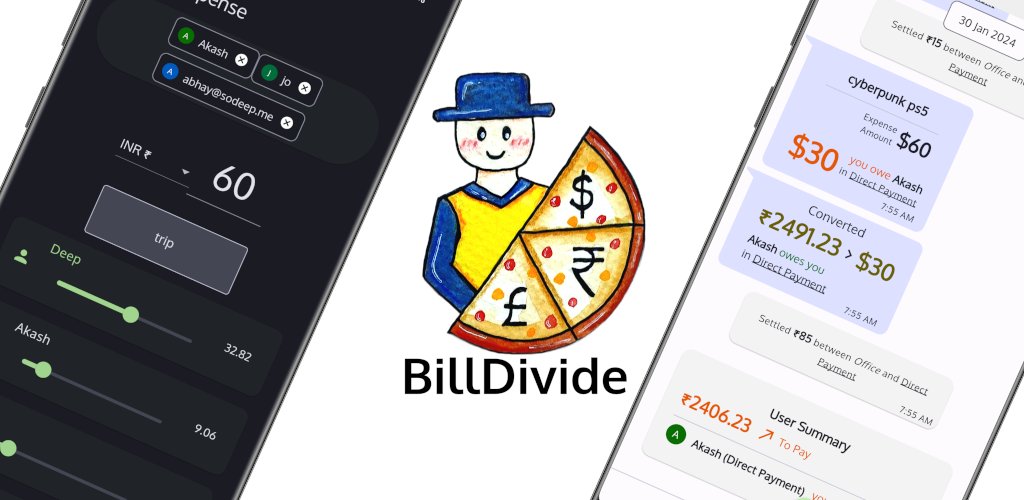 pense
A
Akash
J
jo
A
abhay@sodeep.me
INR ₹
60
trip
Deep
32.82
Akash
9.06
$
₹
£
BillDivide
30 Jan 2024
Settled ₹15 between Office and
Payment
cyberpunk ps5
Expense
Amount
$60
$30
you owe Akash
in Direct Payment
7:55 AM
Converted
₹2491.23 > $30
Akash owes you
in Direct Payment
7:55 AM
Settled ₹85 between Office and Direct
Payment
7:55 AM
User Summary
₹2406.23
To Pay
A
Akash (Direct Payment)